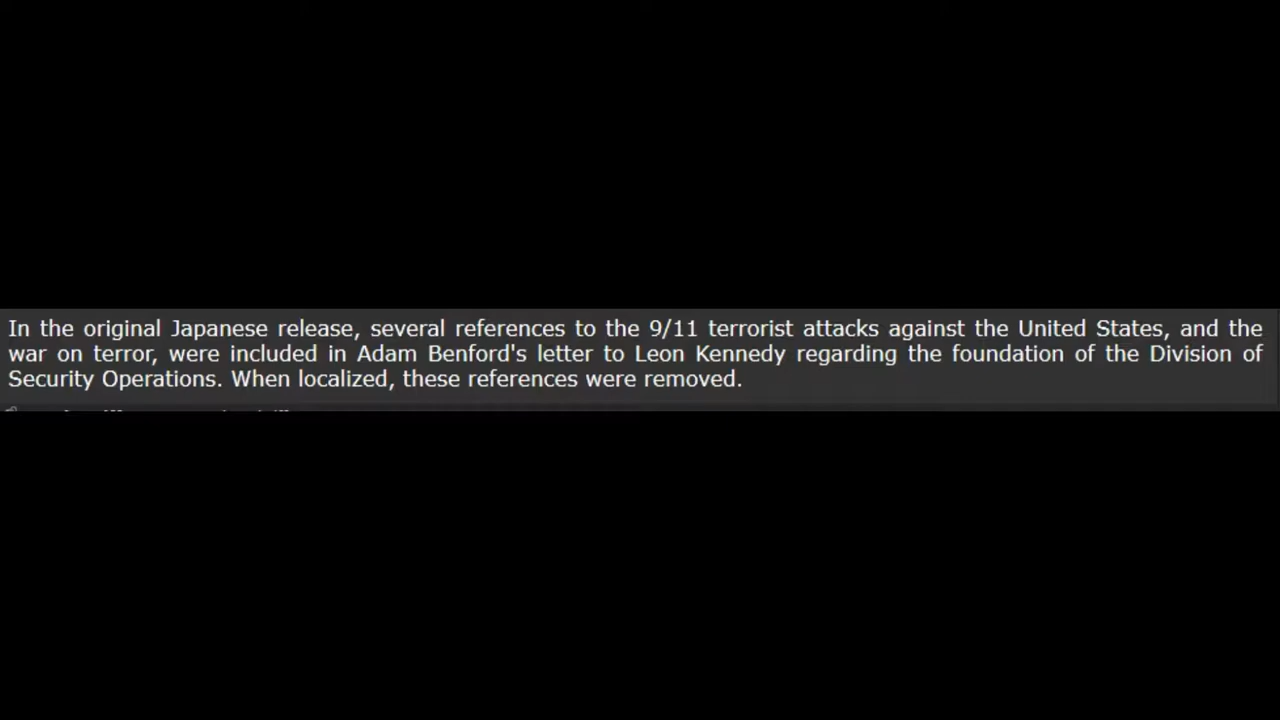 In the original Japanese release, several references to the 9/11 terrorist attacks against the United States, and the
war on terror, were included in Adam Benford's letter to Leon Kennedy regarding the foundation of the Division of
Security Operations. When localized, these references were removed.